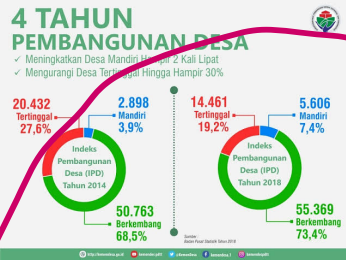 4 TAHUN
PEMBANGUNAN DESA
✓ Meningkatkan Desa Mandiri Hampir 2 Kali Lipat
✓ Mengurangi Desa Tertinggal Hingga Hampir 30%
20.432
Tertinggal
27,6%
2.898
Mandiri
3,9%
Indeks
Pembangunan
Desa (IPD)
Tahun 2014
50.763
Berkembang
68,5%
14.461
Tertinggal
19,2%
5.606
Mandiri
7,4%
Indeks
Pembangunan
Desa (IPD)
Tahun 2018
55.369
Berkembang
73,4%
Sumber :
Badan Pusat Statistik Tahun 2018